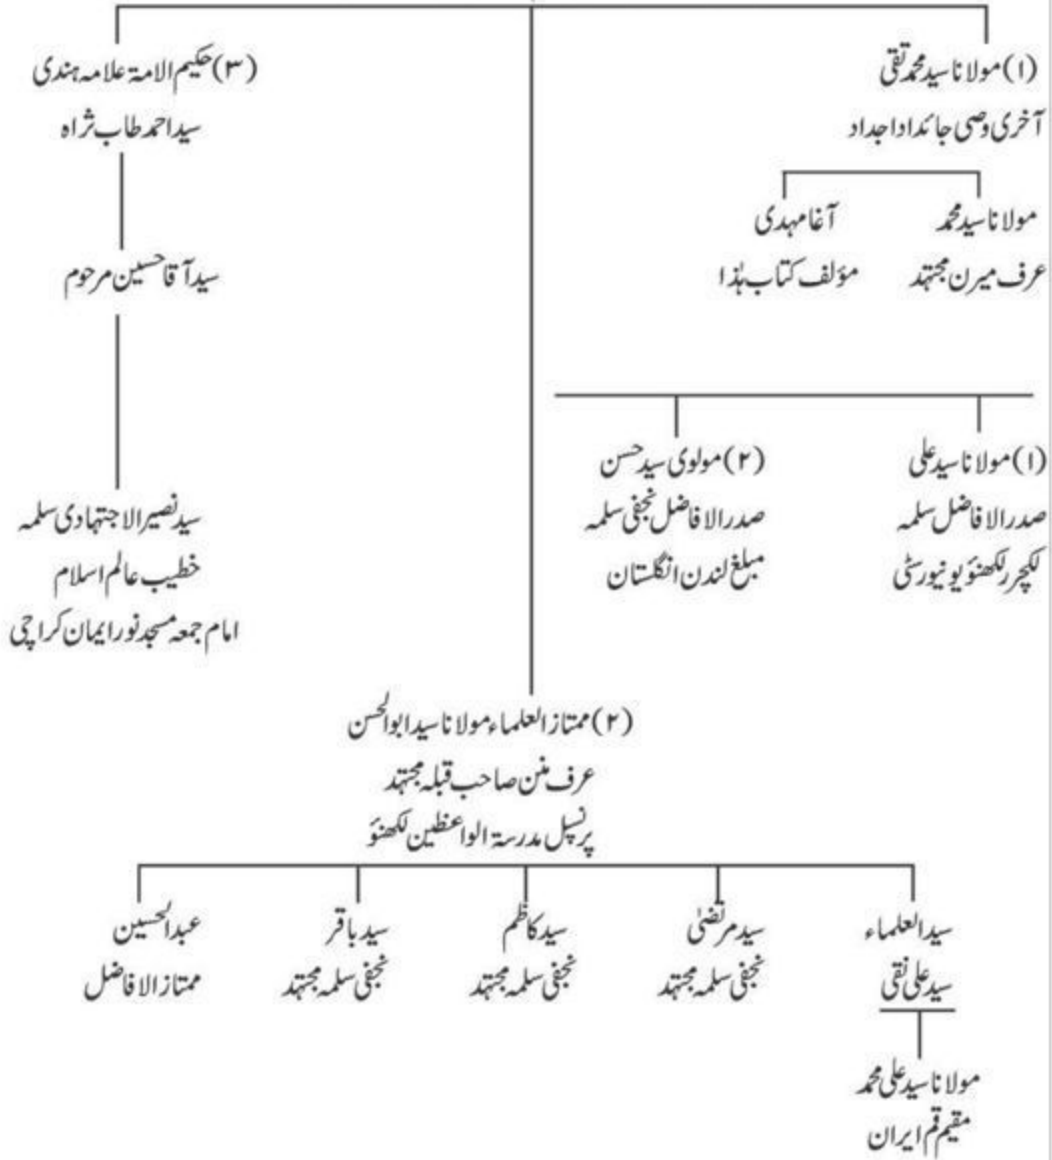 (۱) مولانا سید محمد تقی
آخری وصی جائداد اجداد
مولانا سید محمد
عرف میرن مجتہد
آغا مہدی
مؤلف کتاب ہٰذا
(۱) مولانا سید علی
صدر الافاضل سلمہ
لکچرر لکھنؤ یونیورسٹی
(۲) مولوی سید حسن
صدر الافاضل نجفی سلمہ
مبلغ لندن انگلستان
(۳) حکیم الامۃ علامہ ہندی
سید احمد طاب ثراہ
سید آقا حسین مرحوم
سید نصیر الاجتہادی سلمہ
خطیب عالم اسلام
امام جمعہ مسجد نور ایمان کراچی
(۲) ممتاز العلماء مولانا سید ابوالحسن
عرف منن صاحب قبلہ مجتہد
پرنسپل مدرسۃ الواعظین لکھنؤ
سید العلماء
سید علی نقی
سید مرتضیٰ
نجفی سلمہ مجتہد
سید کاظم
نجفی سلمہ مجتہد
سید باقر
نجفی سلمہ مجتہد
عبدالحسین
ممتاز الافاضل
مولانا سید علی محمد
مقیم قم ایران